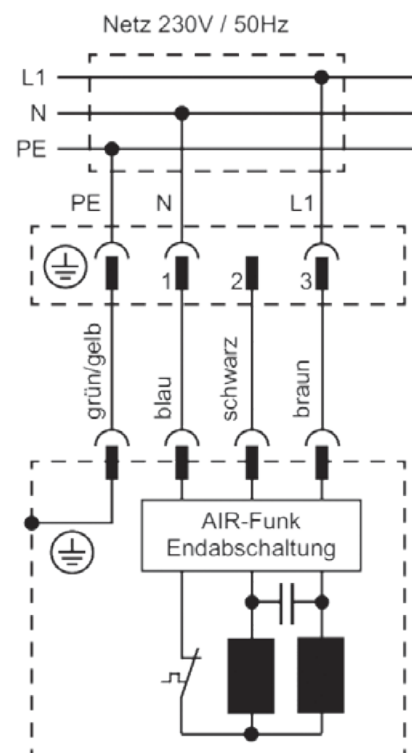 Netz 230V / 50Hz
L1
N
PE
PE N L1
1 2 3
grün/gelb
blau
schwarz
braun
AIR-Funk
Endabschaltung